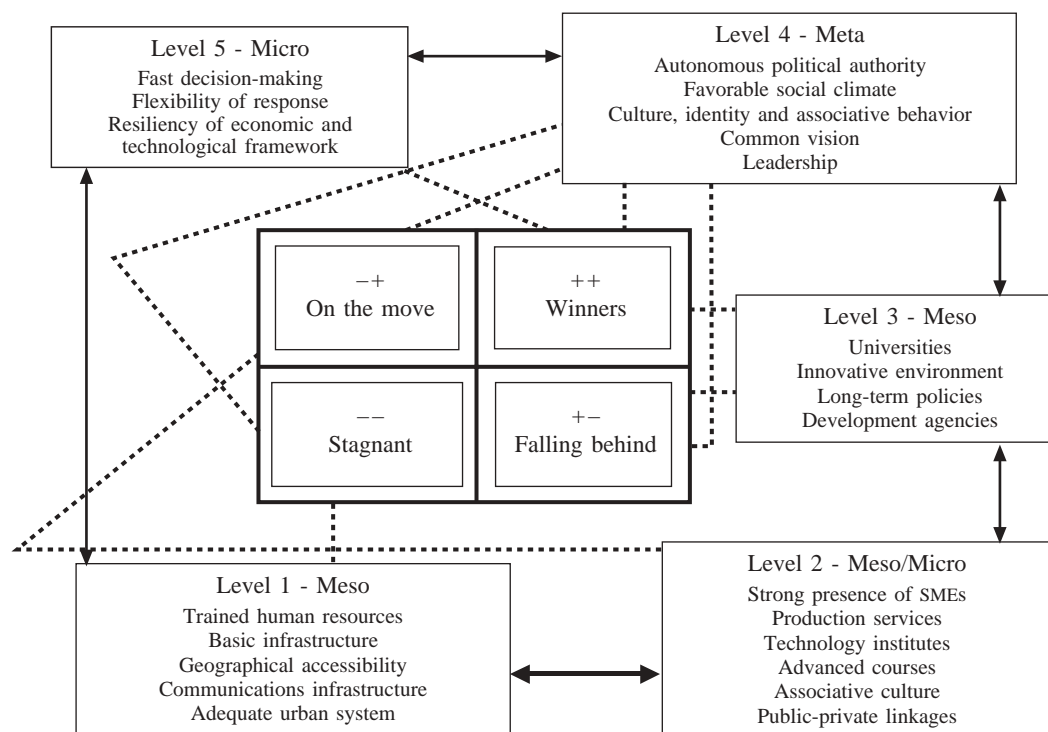 Level 5 - Micro
Fast decision-making
Flexibility of response
Resiliency of economic and
technological framework
Level 4 - Meta
Autonomous political authority
Favorable social climate
Culture, identity and associative behavior
Common vision
Leadership
−+
On the move
++
Winners
−−
Stagnant
+−
Falling behind
Level 3 - Meso
Universities
Innovative environment
Long-term policies
Development agencies
Level 1 - Meso
Trained human resources
Basic infrastructure
Geographical accessibility
Communications infrastructure
Adequate urban system
Level 2 - Meso/Micro
Strong presence of SMEs
Production services
Technology institutes
Advanced courses
Associative culture
Public-private linkages